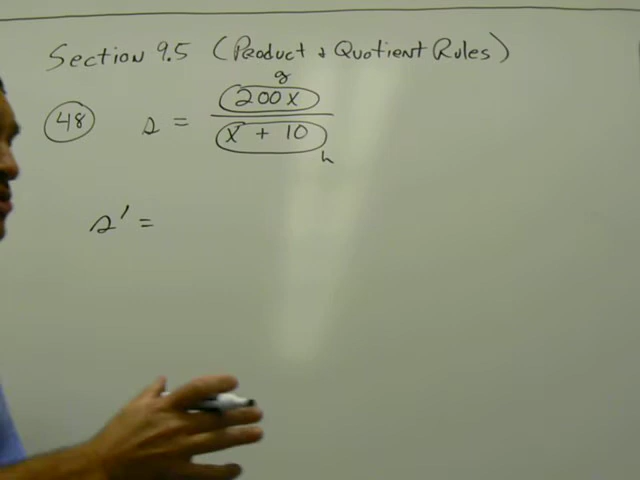 Section 9.5 (Product & Quotient Rules)
g
48 s = 200x
x + 10
h
s' =